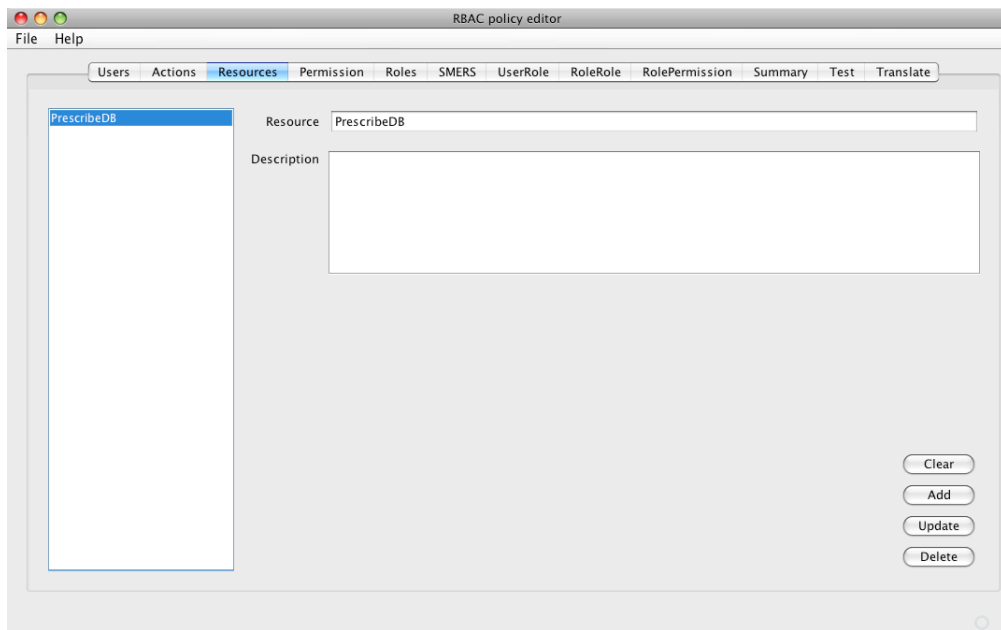 RBAC policy editor
File Help
Users Actions Resources Permission Roles SMERS UserRole RoleRole RolePermission Summary Test Translate
PrescribeDB
Resource PrescribeDB
Description
Clear
Add
Update
Delete